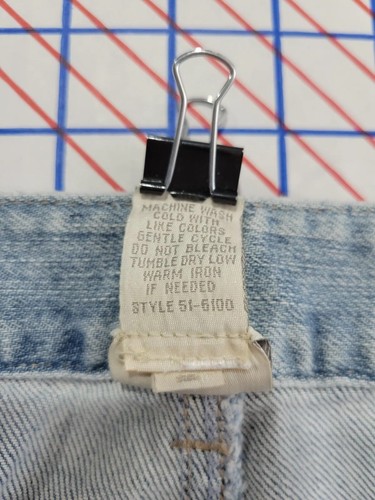 MACHINE WASH
COLD WITH
LIKE COLORS
GENTLE CYCLE
DO NOT BLEACH
TUMBLE DRY LOW
WARM IRON
IF NEEDED
STYLE 51-6100